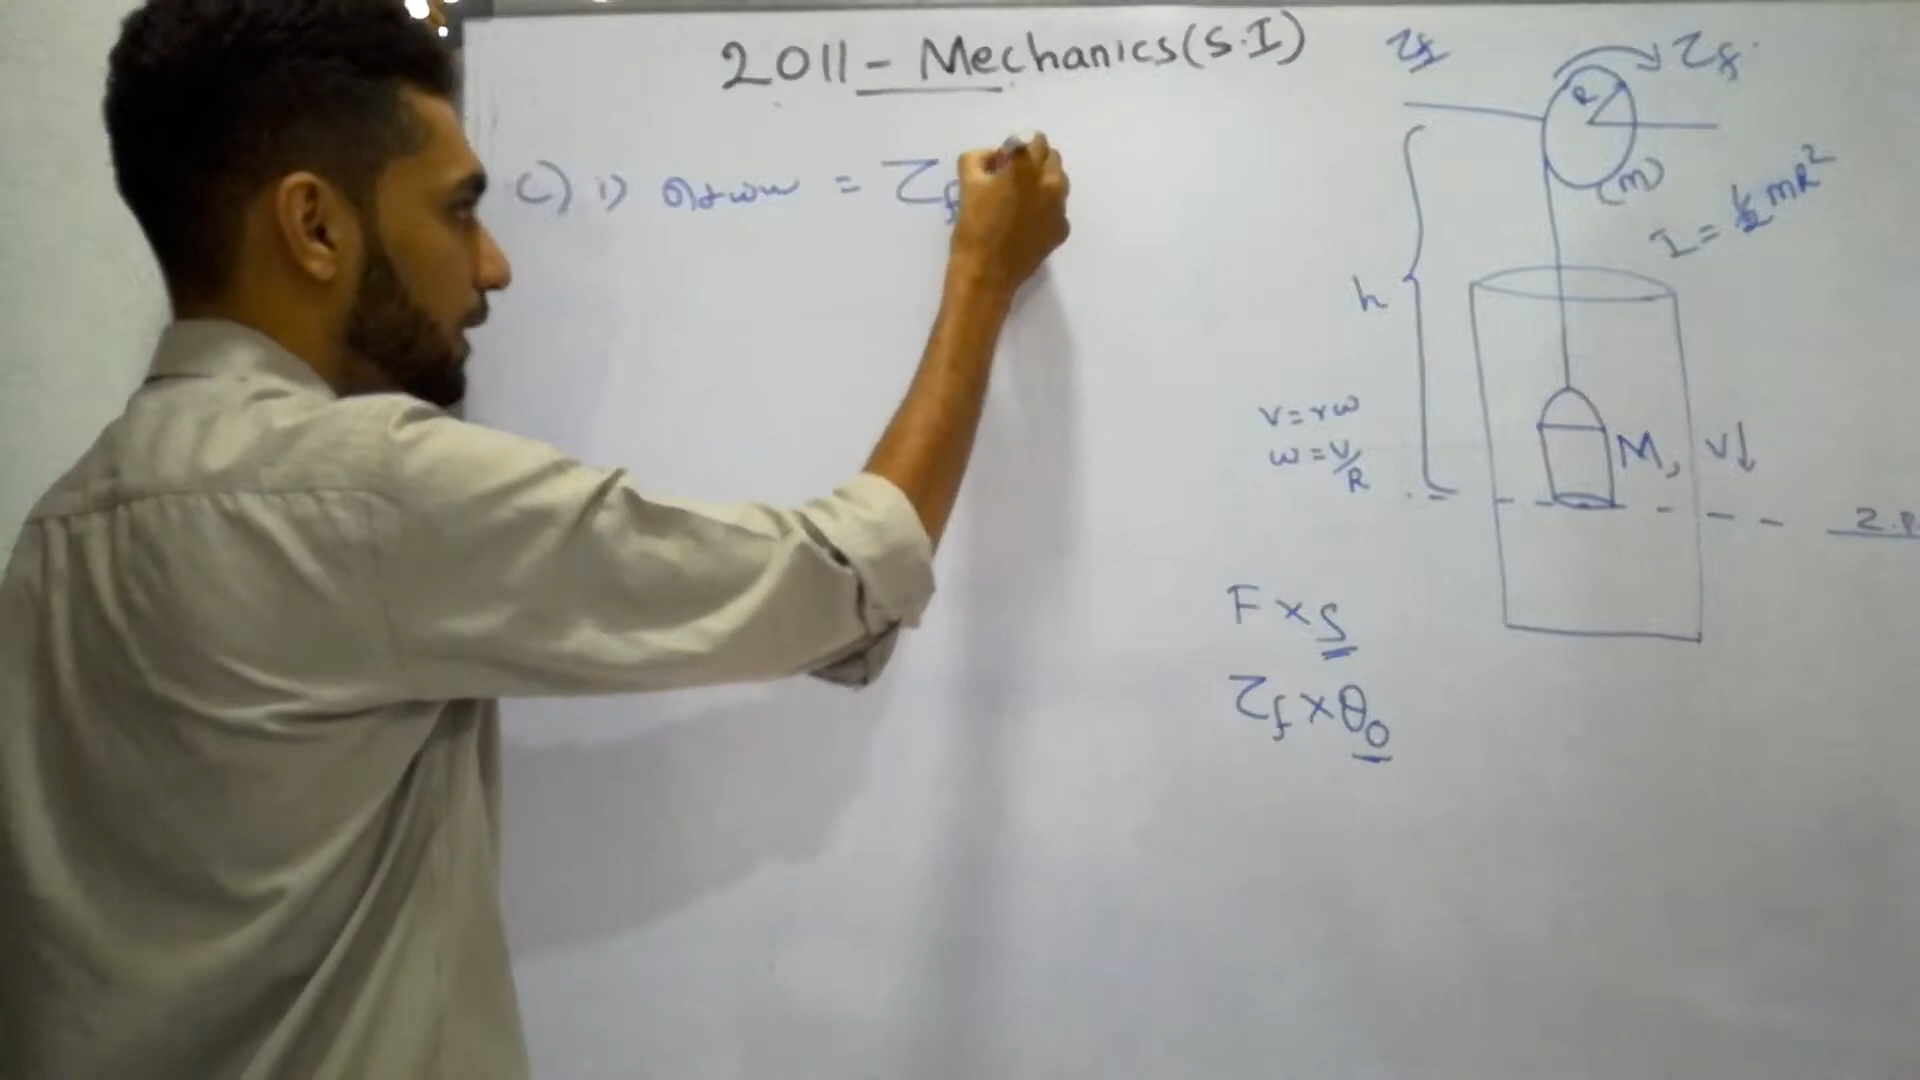 2011 - Mechanics (S.I)
c) i) = τf
τf
τf
R
(m)
I = ½ mR²
h
v = rω
ω = v/R
M, v↓
F × S
τf × θ₀